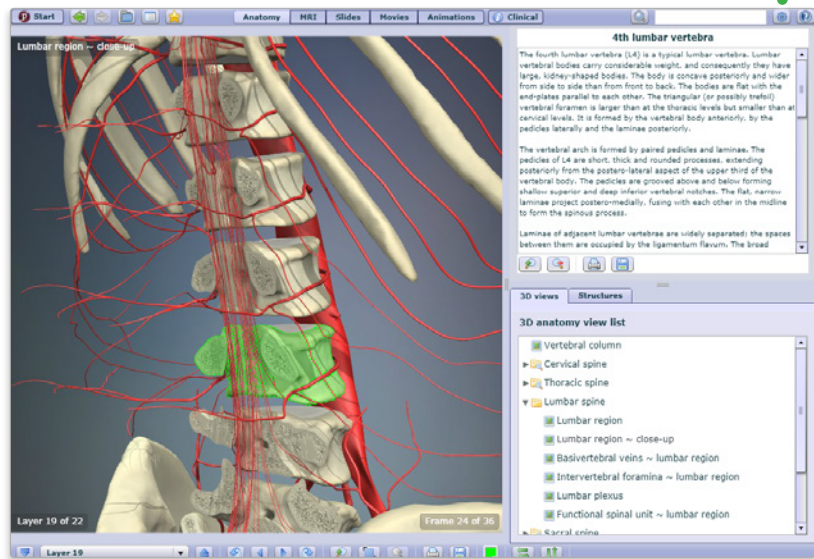 Start
Anatomy MRI Slides Movies Animations Clinical
Lumbar region ~ close-up
4th lumbar vertebra
The fourth lumbar vertebra (L4) is a typical lumbar vertebra. Lumbar
vertebral bodies carry considerable weight, and consequently they have
large, kidney-shaped bodies. The body is concave posteriorly and wider
from side to side than from front to back. The bodies are flat with the
end-plates parallel to each other. The triangular (or possibly trefoil)
vertebral foramen is larger than at the thoracic levels but smaller than at
cervical levels. It is formed by the vertebral body anteriorly, by the
pedicles laterally and the laminae posteriorly.
The vertebral arch is formed by paired pedicles and laminae. The
pedicles of L4 are short, thick and rounded processes, extending
posteriorly from the postero-lateral aspect of the upper third of the
vertebral body. The pedicles are grooved above and below forming
shallow superior and deep inferior vertebral notches. The flat, narrow
laminae project postero-medially, fusing with each other in the midline
to form the spinous process.
Laminae of adjacent lumbar vertebrae are widely separated; the spaces
between them are occupied by the ligamentum flavum. The broad
3D views Structures
3D anatomy view list
Vertebral column
Cervical spine
Thoracic spine
Lumbar spine
Lumbar region
Lumbar region ~ close-up
Basivertebral veins ~ lumbar region
Intervertebral foramina ~ lumbar region
Lumbar plexus
Functional spinal unit ~ lumbar region
Sacral spine
Layer 19 of 22
Frame 24 of 36
Layer 19